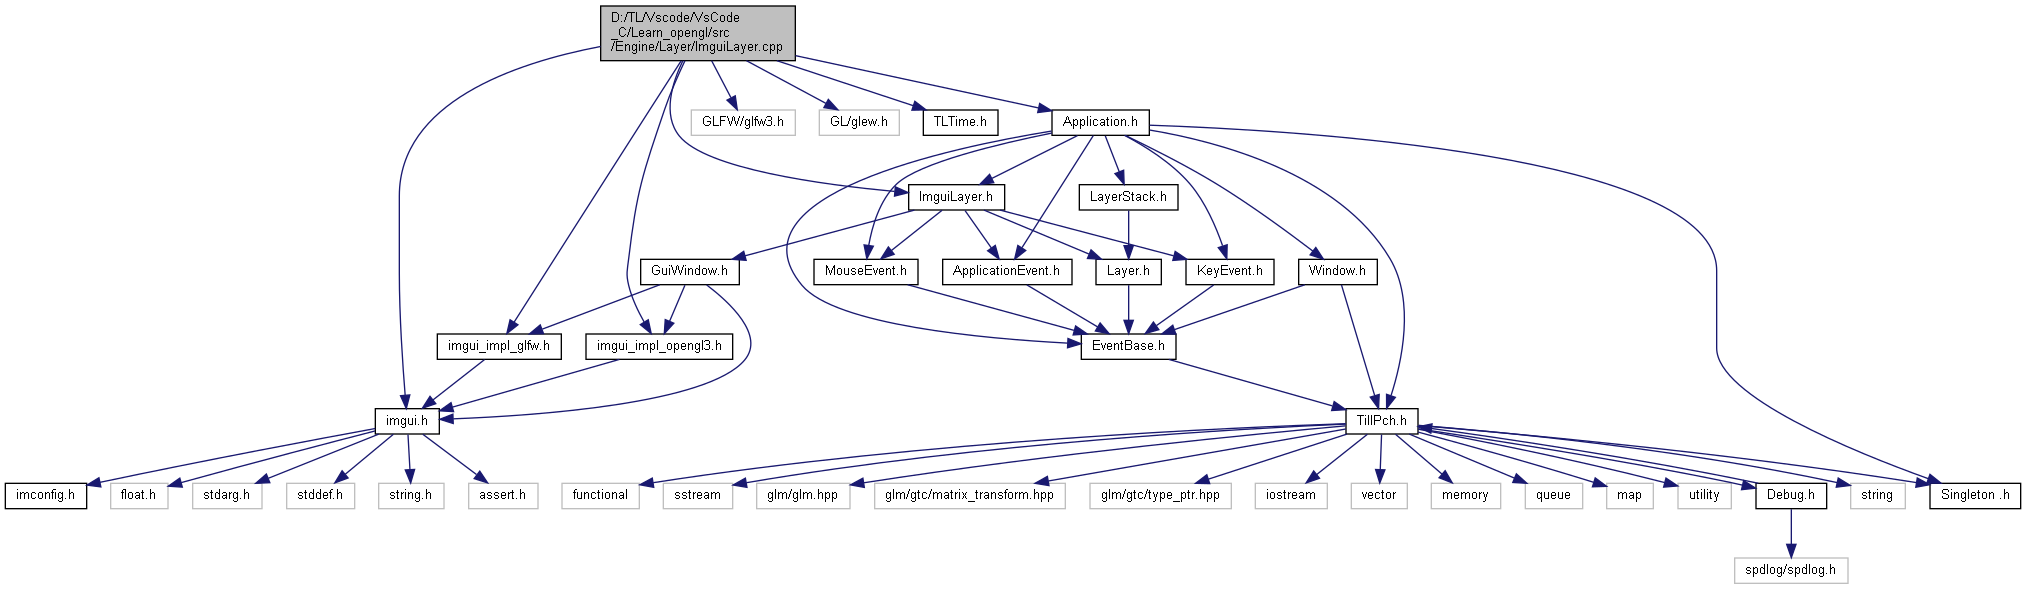 D:/TL/Vscode/VsCode
_C/Learn_opengl/src
/Engine/Layer/ImguiLayer.cpp
GLFW/glfw3.h
GL/glew.h
TLTime.h
Application.h
ImguiLayer.h
LayerStack.h
GuiWindow.h
MouseEvent.h
ApplicationEvent.h
Layer.h
KeyEvent.h
Window.h
imgui_impl_glfw.h
imgui_impl_opengl3.h
EventBase.h
imgui.h
TillPch.h
imconfig.h
float.h
stdarg.h
stddef.h
string.h
assert.h
functional
sstream
glm/glm.hpp
glm/gtc/matrix_transform.hpp
glm/gtc/type_ptr.hpp
iostream
vector
memory
queue
map
utility
Debug.h
string
Singleton .h
spdlog/spdlog.h